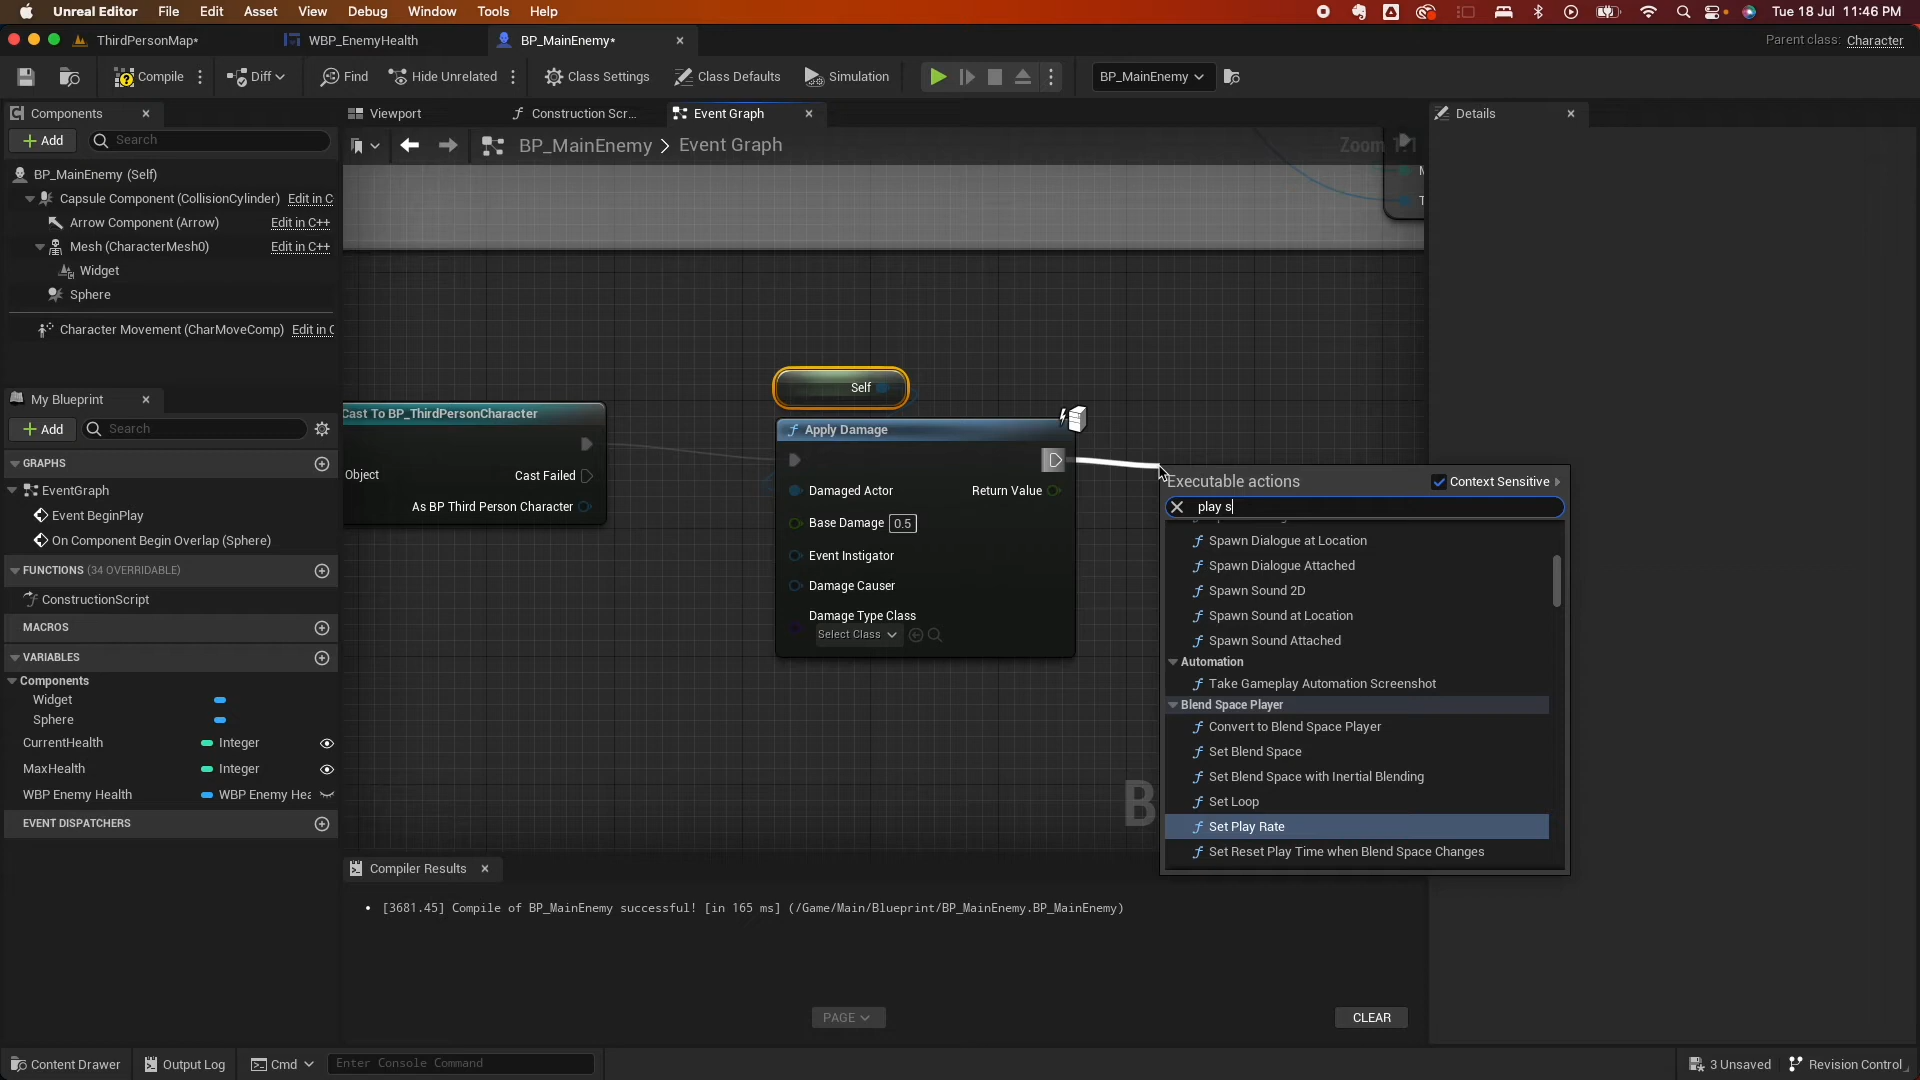 Unreal Editor File Edit Asset View Debug Window Tools Help Tue 18 Jul 11:46 PM
ThirdPersonMap* WBP_EnemyHealth BP_MainEnemy* Parent class: Character
Compile Diff Find Hide Unrelated Class Settings Class Defaults Simulation BP_MainEnemy
Components Viewport Construction Scr... Event Graph Details
Add Search BP_MainEnemy > Event Graph Zoom 1:1
BP_MainEnemy (Self)
Capsule Component (CollisionCylinder) Edit in C
Arrow Component (Arrow) Edit in C++
Mesh (CharacterMesh0) Edit in C++
Widget
Sphere
Character Movement (CharMoveComp) Edit in C
My Blueprint
Add Search
GRAPHS
EventGraph
Event BeginPlay
On Component Begin Overlap (Sphere)
FUNCTIONS (34 OVERRIDABLE)
ConstructionScript
MACROS
VARIABLES
Components
Widget
Sphere
CurrentHealth Integer
MaxHealth Integer
WBP Enemy Health WBP Enemy Hea
EVENT DISPATCHERS
Cast To BP_ThirdPersonCharacter
Object Cast Failed
As BP Third Person Character
Self
Apply Damage
Damaged Actor Return Value
Base Damage 0.5
Event Instigator
Damage Causer
Damage Type Class
Select Class
B
Executable actions Context Sensitive
play s
Spawn Dialogue at Location
Spawn Dialogue Attached
Spawn Sound 2D
Spawn Sound at Location
Spawn Sound Attached
Automation
Take Gameplay Automation Screenshot
Blend Space Player
Convert to Blend Space Player
Set Blend Space
Set Blend Space with Inertial Blending
Set Loop
Set Play Rate
Set Reset Play Time when Blend Space Changes
Compiler Results
• [3681.45] Compile of BP_MainEnemy successful! [in 165 ms] (/Game/Main/Blueprint/BP_MainEnemy.BP_MainEnemy)
PAGE CLEAR
Content Drawer Output Log Cmd Enter Console Command 3 Unsaved Revision Control